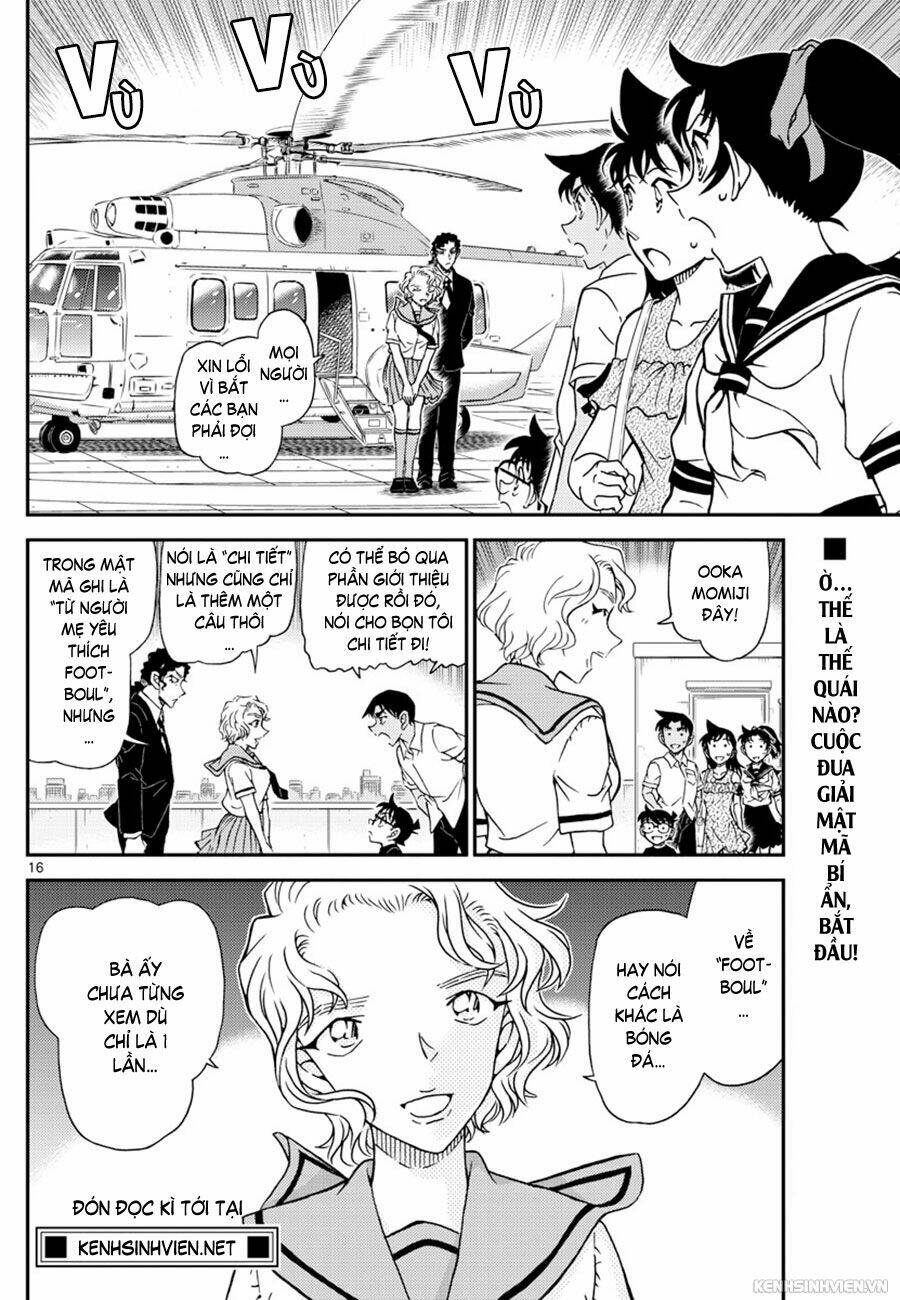 VÙ
VÙ
VÙ
MỌI
NGƯỜI
...
XIN LỖI
VÌ BẮT
CÁC BẠN
PHẢI ĐỢI
...
OOKA
MOMIJI
ĐÂY!
CÓ THỂ BỎ QUA
PHẦN GIỚI THIỆU
ĐƯỢC RỒI ĐÓ,
NÓI CHO BỌN TÔI
CHI TIẾT ĐI!
NÓI LÀ "CHI TIẾT"
NHƯNG CŨNG CHỈ
LÀ THÊM MỘT
CÂU THÔI
...
TRONG MẬT
MÃ GHI LÀ
"TỪ NGƯỜI
MẸ YÊU
THÍCH
FOOT-
BOUL",
NHƯNG
...
16
VỀ
"FOOT-
BOUL"
...
HAY NÓI
CÁCH
KHÁC LÀ
BÓNG
ĐÁ...
BÀ ẤY
CHƯA TỪNG
XEM DÙ
CHỈ LÀ 1
LẦN...
Ờ...
THẾ
LÀ
THẾ
QUÁI
NÀO?
CUỘC
ĐUA
GIẢI
MẬT
MÃ
BÍ
ẨN,
BẮT
ĐẦU!
ĐÓN ĐỌC KÌ TỚI TẠI
KENHSINHVIEN.NET
KENHSINHVIEN.VN